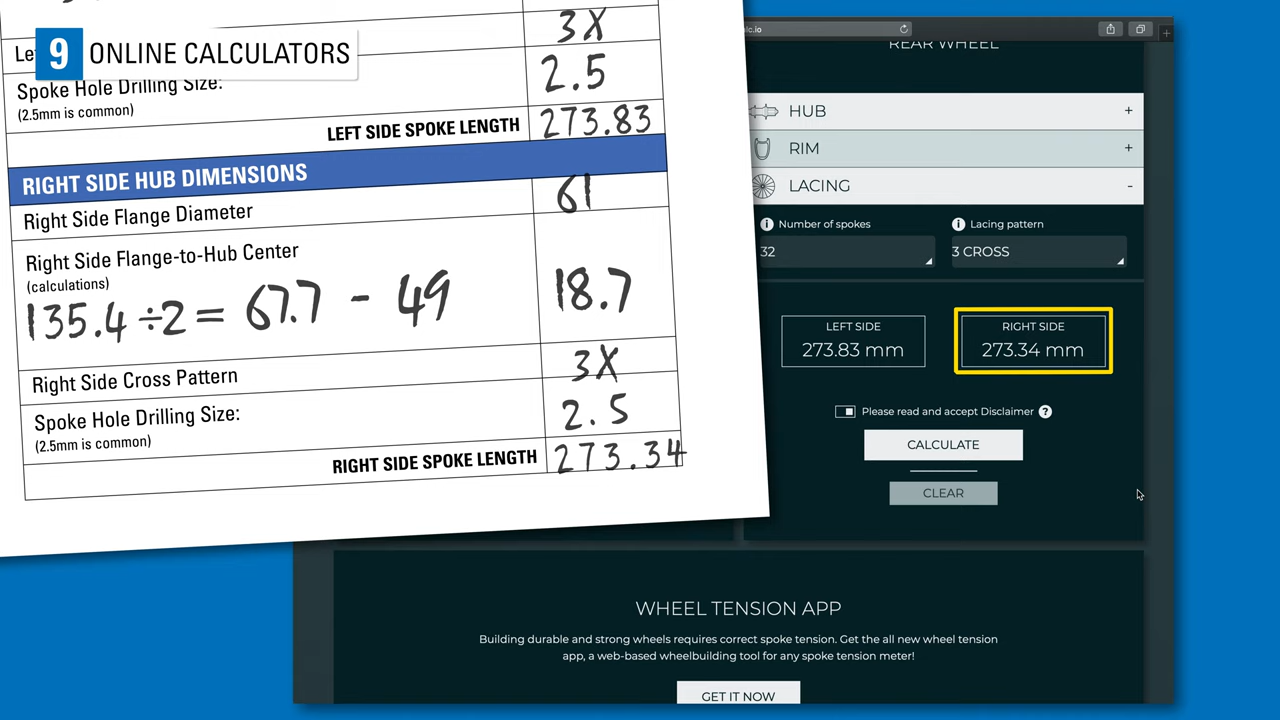 9 ONLINE CALCULATORS
3X
Spoke Hole Drilling Size: 2.5
(2.5mm is common)
LEFT SIDE SPOKE LENGTH 273.83
RIGHT SIDE HUB DIMENSIONS
Right Side Flange Diameter 61
Right Side Flange-to-Hub Center
(calculations)
135.4 ÷2 = 67.7 - 49 18.7
Right Side Cross Pattern 3X
Spoke Hole Drilling Size: 2.5
(2.5mm is common)
RIGHT SIDE SPOKE LENGTH 273.34
REAR WHEEL
HUB +
RIM +
LACING -
Number of spokes
32
Lacing pattern
3 CROSS
LEFT SIDE
273.83 mm
RIGHT SIDE
273.34 mm
Please read and accept Disclaimer ?
CALCULATE
CLEAR
WHEEL TENSION APP
Building durable and strong wheels requires correct spoke tension. Get the all new wheel tension
app, a web-based wheelbuilding tool for any spoke tension meter!
GET IT NOW